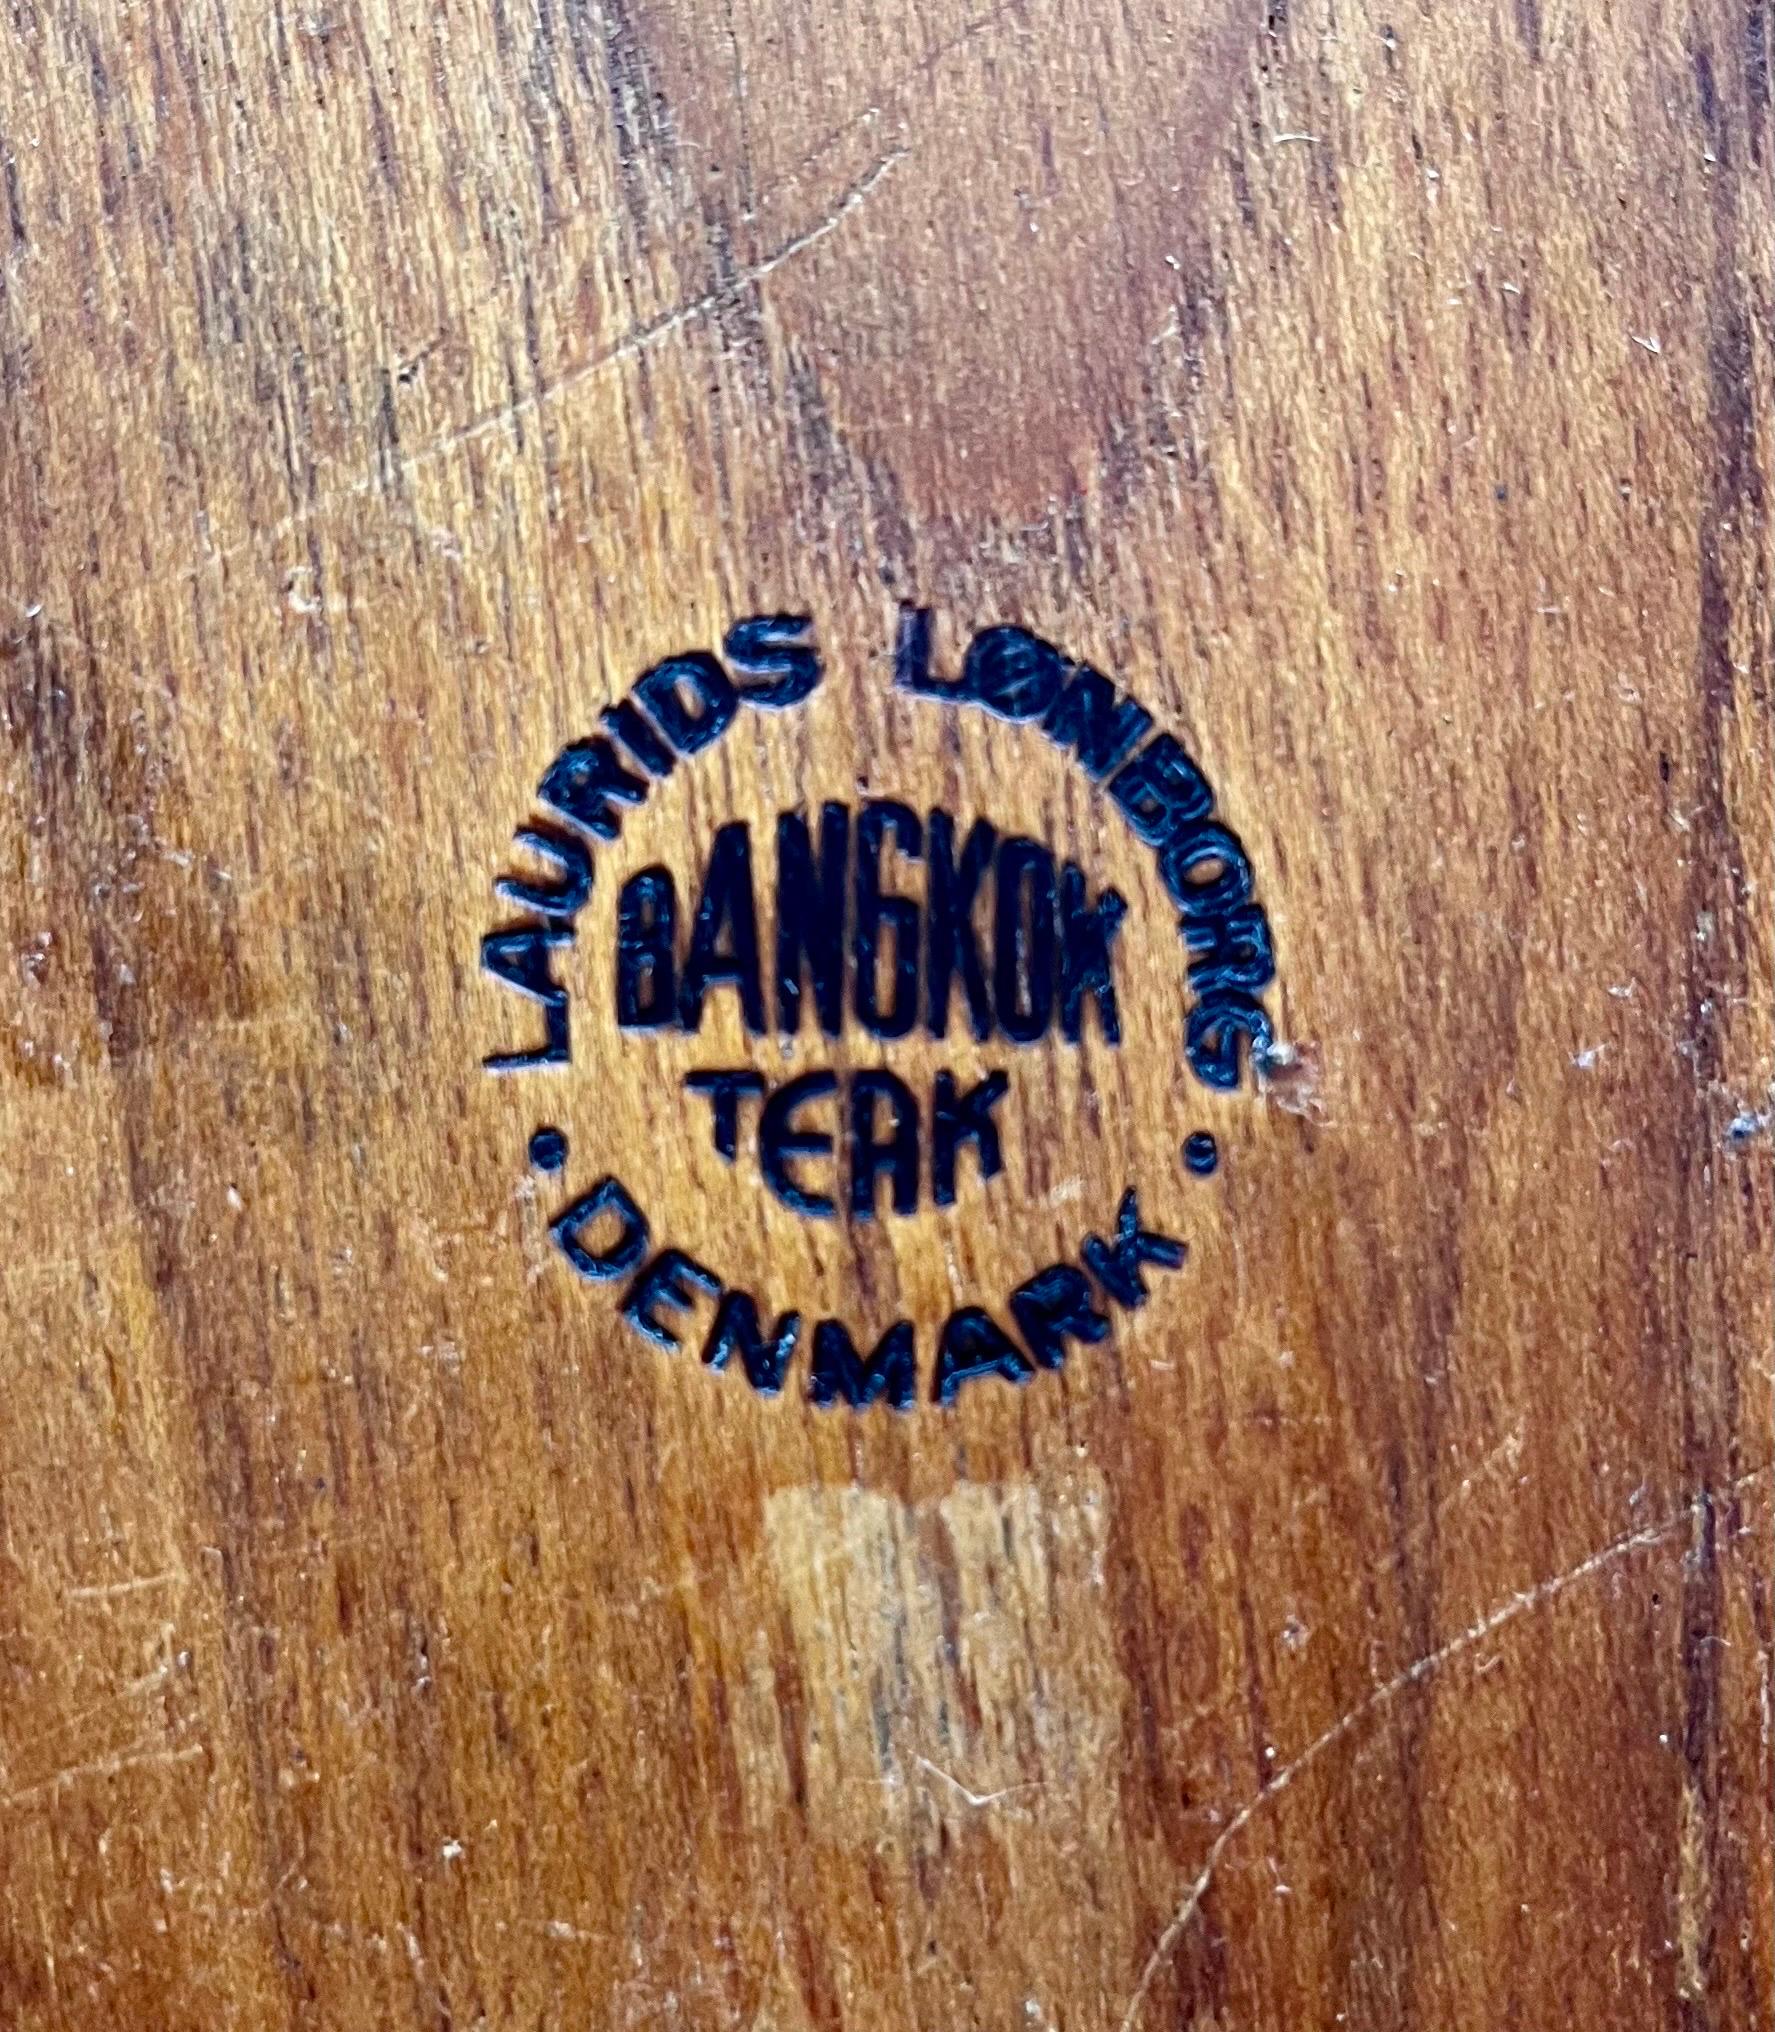 LAURIDS LØNBORG
BANGKOK
TEAK
• DENMARK •